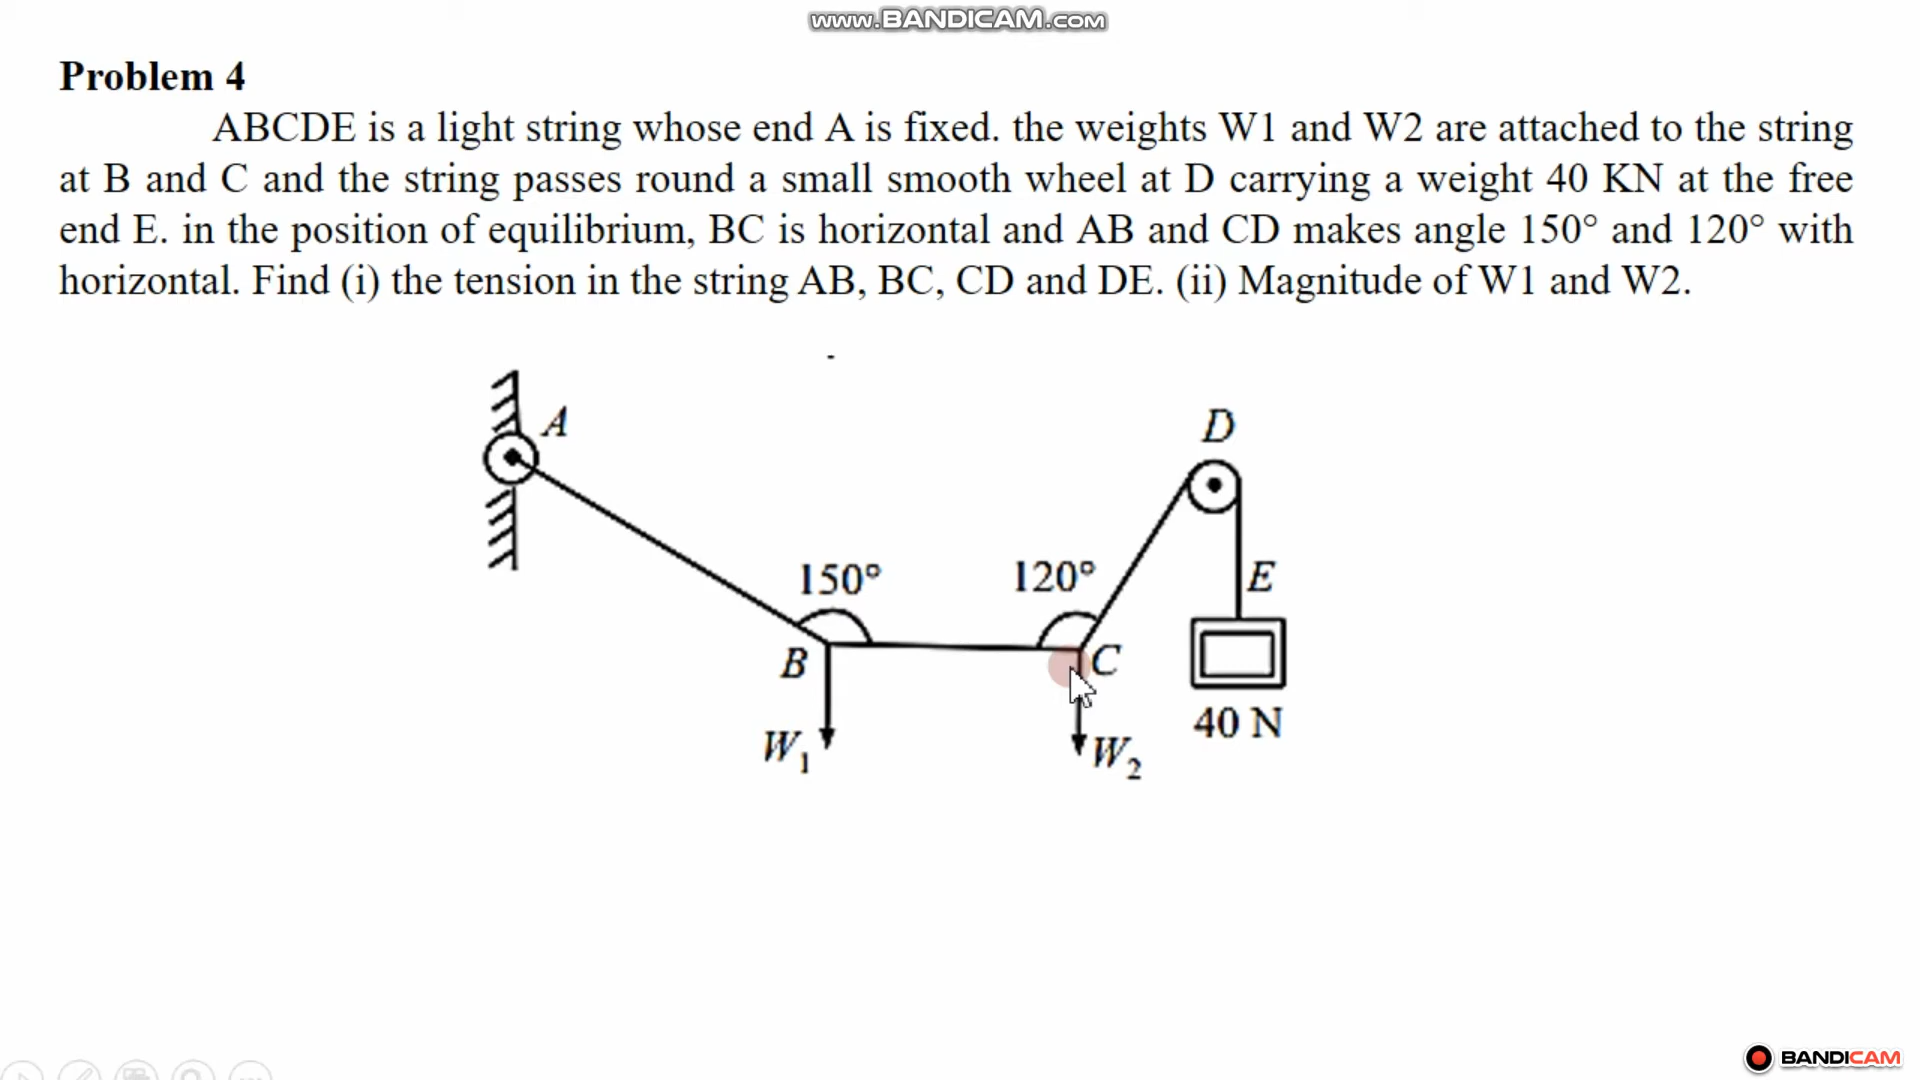 www.BANDICAM.com
Problem 4
ABCDE is a light string whose end A is fixed. the weights W1 and W2 are attached to the string
at B and C and the string passes round a small smooth wheel at D carrying a weight 40 KN at the free
end E. in the position of equilibrium, BC is horizontal and AB and CD makes angle 150° and 120° with
horizontal. Find (i) the tension in the string AB, BC, CD and DE. (ii) Magnitude of W1 and W2.
A
D
150°
120°
E
B
C
W₁
W₂
40 N
BANDICAM